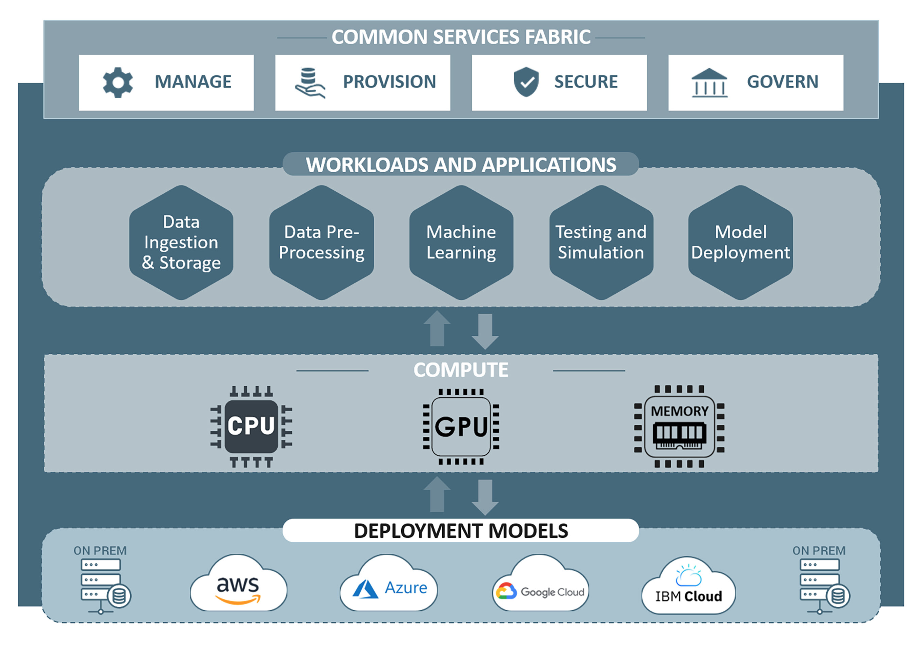 COMMON SERVICES FABRIC
MANAGE
PROVISION
SECURE
GOVERN
WORKLOADS AND APPLICATIONS
Data
Ingestion
& Storage
Data Pre-
Processing
Machine
Learning
Testing and
Simulation
Model
Deployment
COMPUTE
CPU
GPU
MEMORY
DEPLOYMENT MODELS
ON PREM
aws
Azure
Google Cloud
IBM Cloud
ON PREM